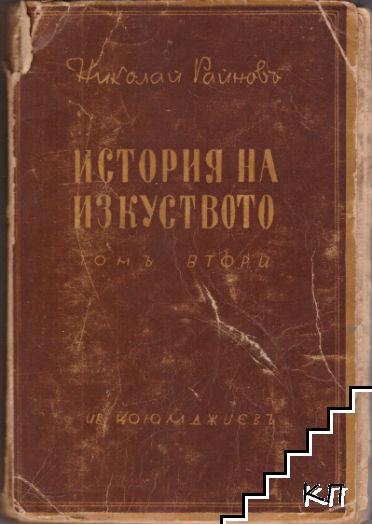 Николай Райновъ
ИСТОРИЯ НА
ИЗКУСТВОТО
ТОМЪ ВТОРИ
ИВ. КОЮМДЖИЕВЪ
КП